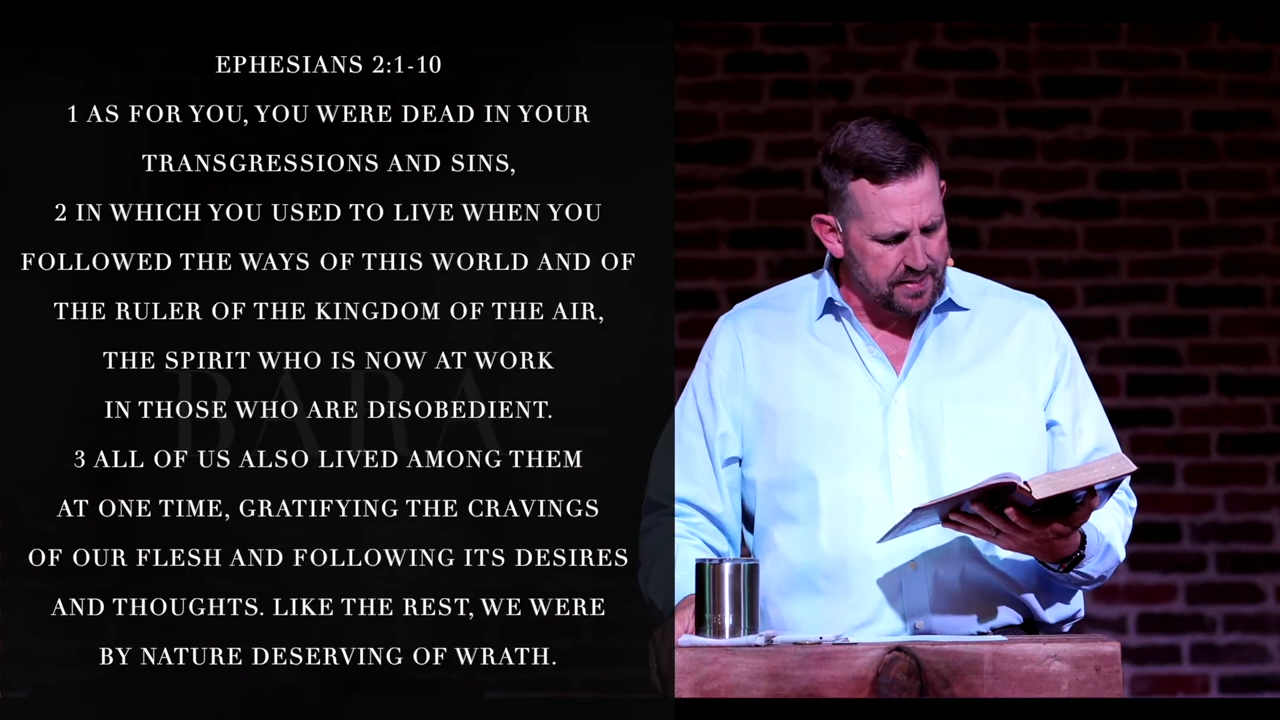 EPHESIANS 2:1-10
1 AS FOR YOU, YOU WERE DEAD IN YOUR
TRANSGRESSIONS AND SINS,
2 IN WHICH YOU USED TO LIVE WHEN YOU
FOLLOWED THE WAYS OF THIS WORLD AND OF
THE RULER OF THE KINGDOM OF THE AIR,
THE SPIRIT WHO IS NOW AT WORK
IN THOSE WHO ARE DISOBEDIENT.
BARA
3 ALL OF US ALSO LIVED AMONG THEM
AT ONE TIME, GRATIFYING THE CRAVINGS
OF OUR FLESH AND FOLLOWING ITS DESIRES
AND THOUGHTS. LIKE THE REST, WE WERE
BY NATURE DESERVING OF WRATH.